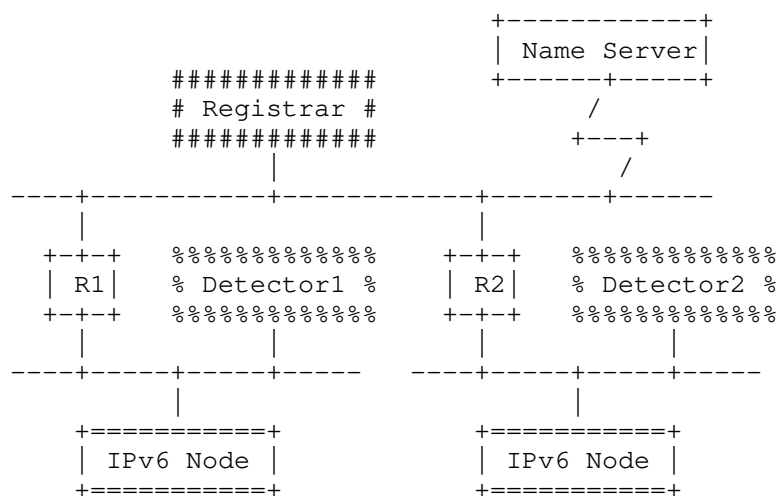 Name Server
Registrar
R1 Detector1 R2 Detector2
IPv6 Node IPv6 Node